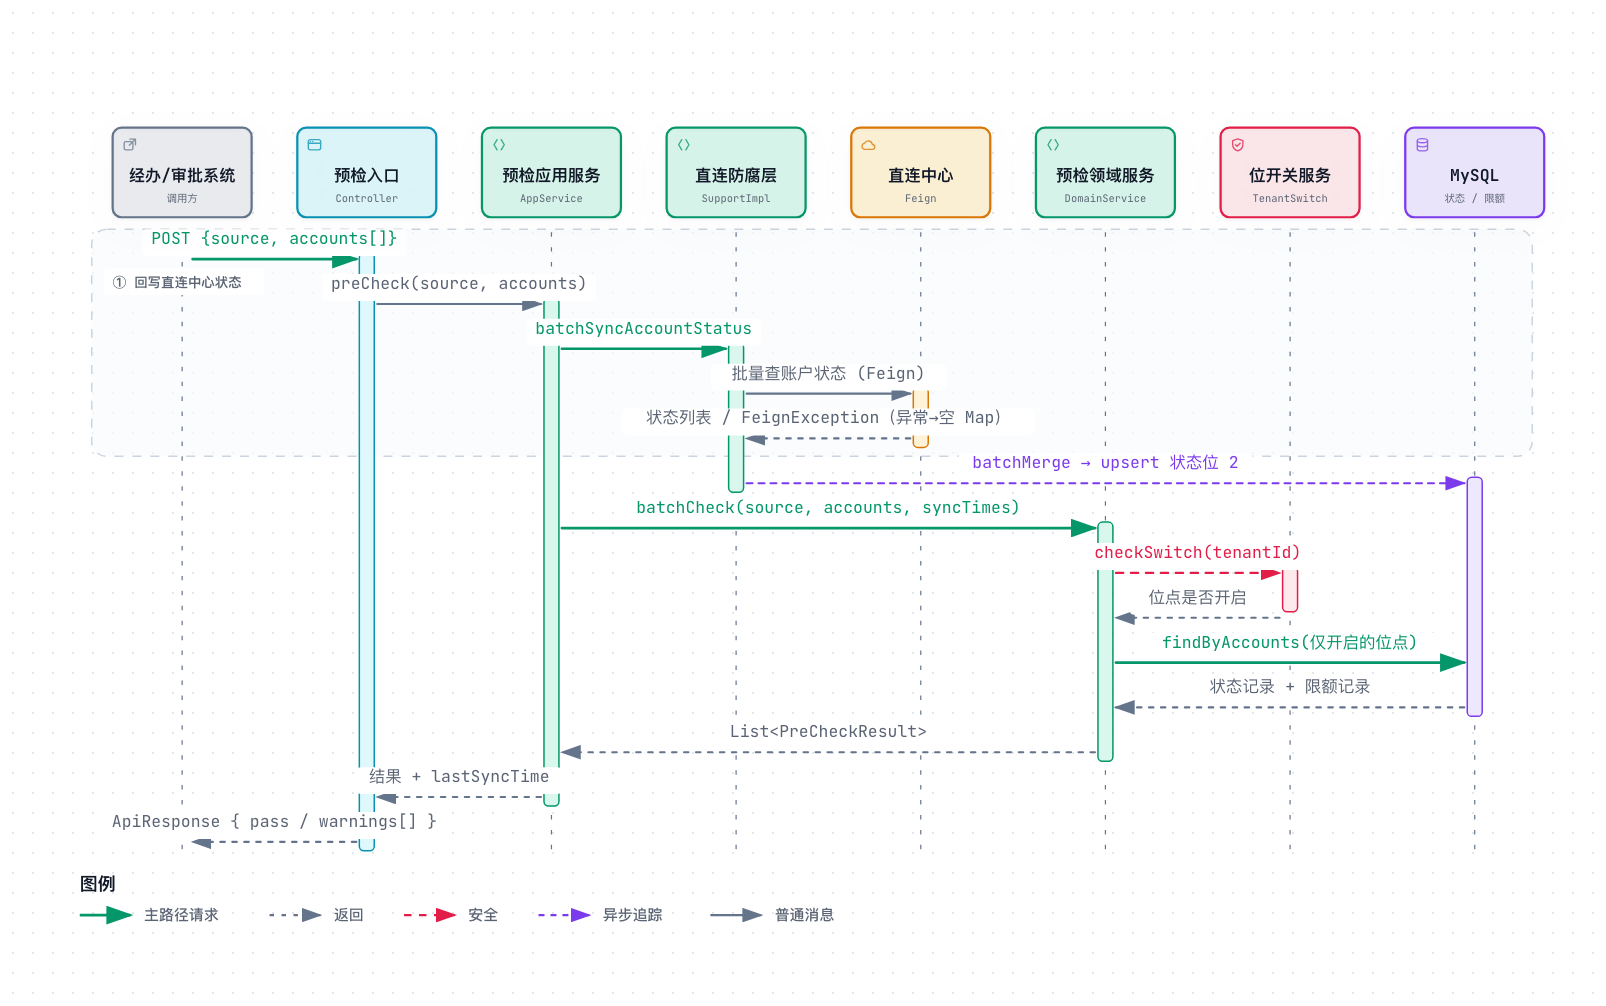 经办/审批系统
调用方
预检入口
Controller
预检应用服务
AppService
直连防腐层
SupportImpl
直连中心
Feign
预检领域服务
DomainService
位开关服务
TenantSwitch
MySQL
状态 / 限额
POST {source, accounts[]}
① 回写直连中心状态
preCheck(source, accounts)
batchSyncAccountStatus
批量查账户状态 (Feign)
状态列表 / FeignException（异常→空 Map）
batchMerge → upsert 状态位 2
batchCheck(source, accounts, syncTimes)
checkSwitch(tenantId)
位点是否开启
findByAccounts(仅开启的位点)
状态记录 + 限额记录
List<PreCheckResult>
结果 + lastSyncTime
ApiResponse { pass / warnings[] }
图例
主路径请求
返回
安全
异步追踪
普通消息